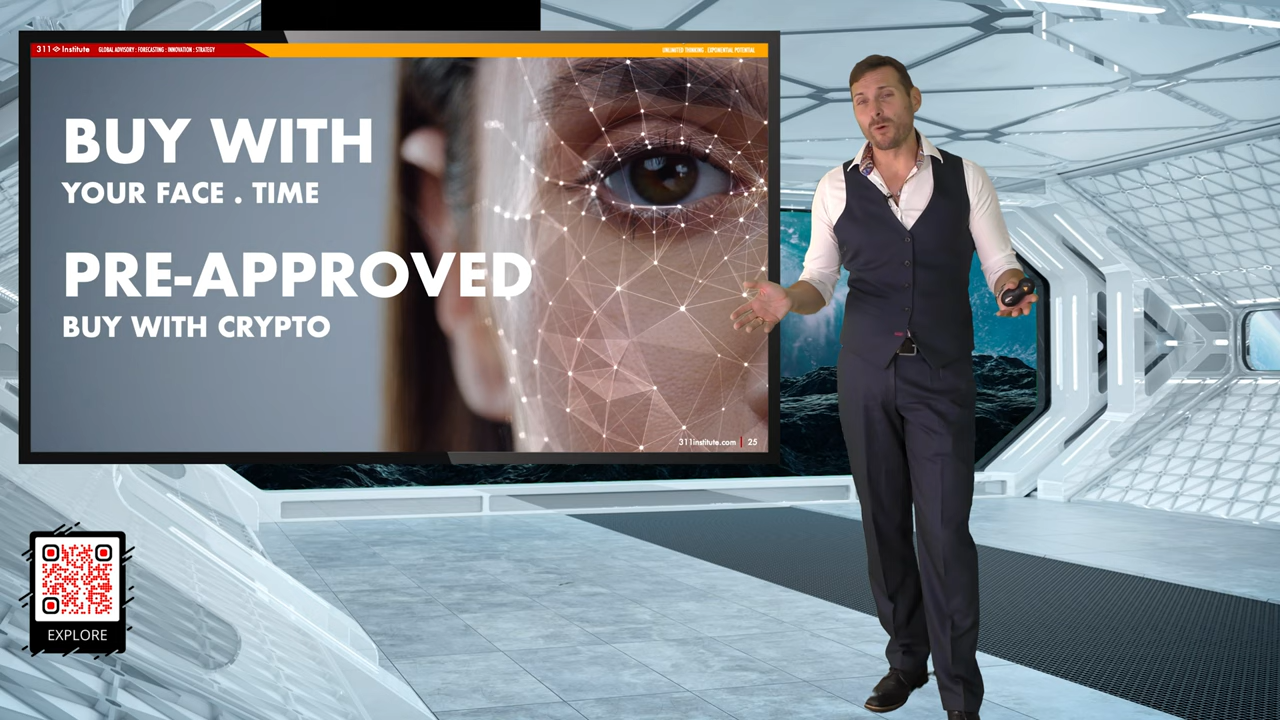 311 Institute GLOBAL ADVISORY : FORECASTING : INNOVATION : STRATEGY
UNLIMITED THINKING . EXPONENTIAL POTENTIAL
BUY WITH
YOUR FACE . TIME
PRE-APPROVED
BUY WITH CRYPTO
311institute.com | 25
EXPLORE